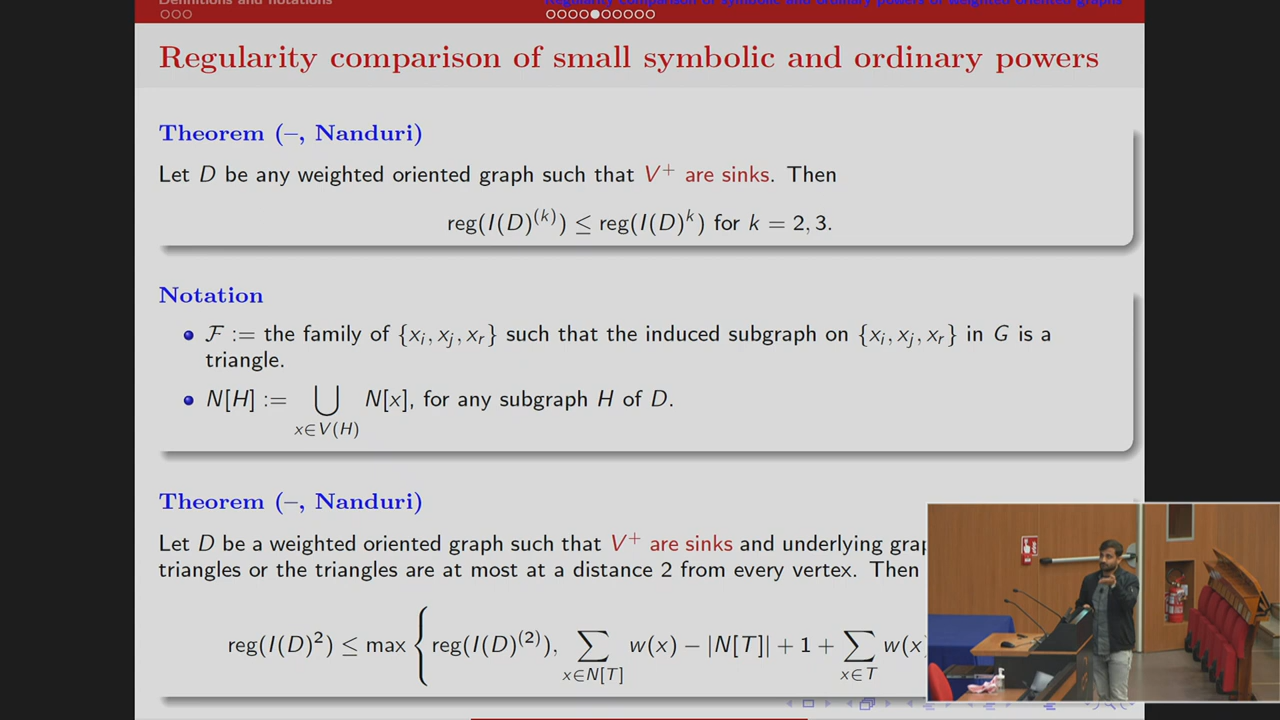 Definitions and notations
Regularity comparison of symbolic and ordinary powers of weighted oriented graphs
Regularity comparison of small symbolic and ordinary powers
Theorem (–, Nanduri)
Let D be any weighted oriented graph such that V⁺ are sinks. Then
reg(I(D)⁽ᵏ⁾) ≤ reg(I(D)ᵏ) for k = 2, 3.
Notation
ℱ := the family of {xᵢ, xⱼ, xᵣ} such that the induced subgraph on {xᵢ, xⱼ, xᵣ} in G is a
triangle.
N[H] := ⋃ N[x], for any subgraph H of D.
x∈V(H)
Theorem (–, Nanduri)
Let D be a weighted oriented graph such that V⁺ are sinks and underlying
triangles or the triangles are at most at a distance 2 from every vertex. Then
reg(I(D)²) ≤ max { reg(I(D)⁽²⁾), ∑ w(x) − |N[T]| + 1 + ∑ w(x
x∈N[T] x∈T